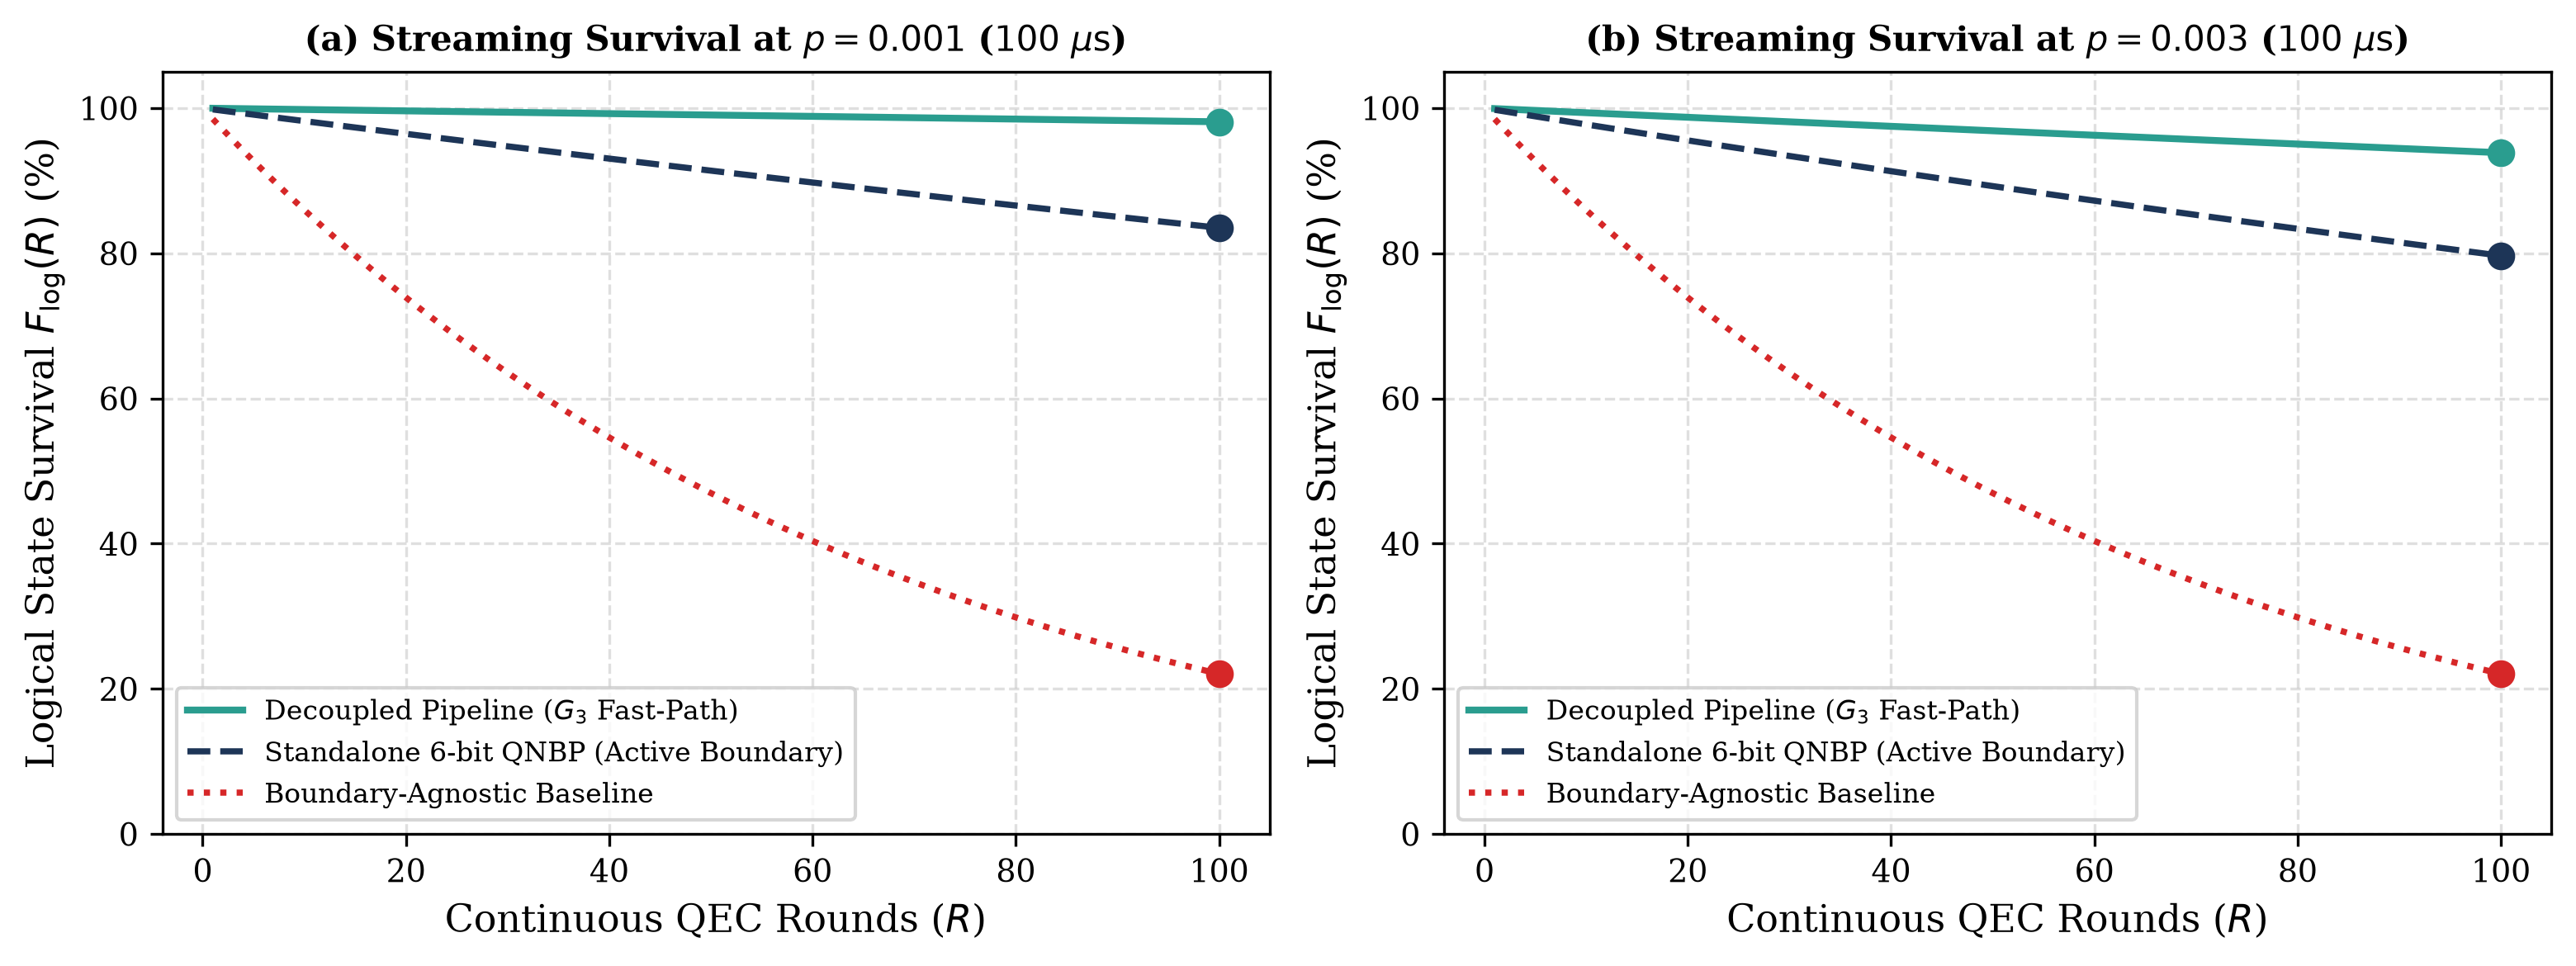 (a) Streaming Survival at p = 0.001 (100 μs)
Logical State Survival F_log(R) (%)
100
80
60
40
20
0
Decoupled Pipeline (G₃ Fast-Path)
Standalone 6-bit QNBP (Active Boundary)
Boundary-Agnostic Baseline
0 20 40 60 80 100
Continuous QEC Rounds (R)
(b) Streaming Survival at p = 0.003 (100 μs)
Logical State Survival F_log(R) (%)
100
80
60
40
20
0
Decoupled Pipeline (G₃ Fast-Path)
Standalone 6-bit QNBP (Active Boundary)
Boundary-Agnostic Baseline
0 20 40 60 80 100
Continuous QEC Rounds (R)